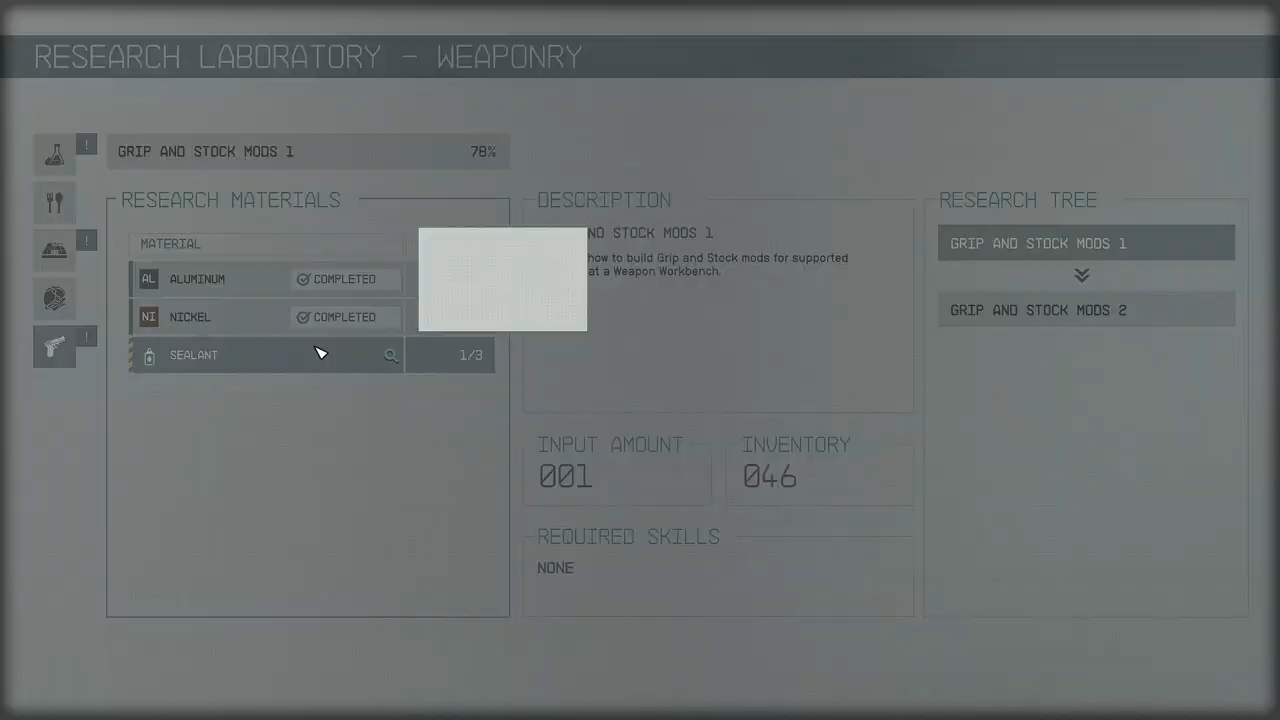 RESEARCH LABORATORY – WEAPONRY
!
GRIP AND STOCK MODS 1 78%
RESEARCH MATERIALS
MATERIAL
AL ALUMINUM COMPLETED
NI NICKEL COMPLETED
SEALANT 1/3
!
!
DESCRIPTION
ND STOCK MODS 1
how to build Grip and Stock mods for supported
at a Weapon Workbench.
INPUT AMOUNT
001
INVENTORY
046
REQUIRED SKILLS
NONE
RESEARCH TREE
GRIP AND STOCK MODS 1
GRIP AND STOCK MODS 2